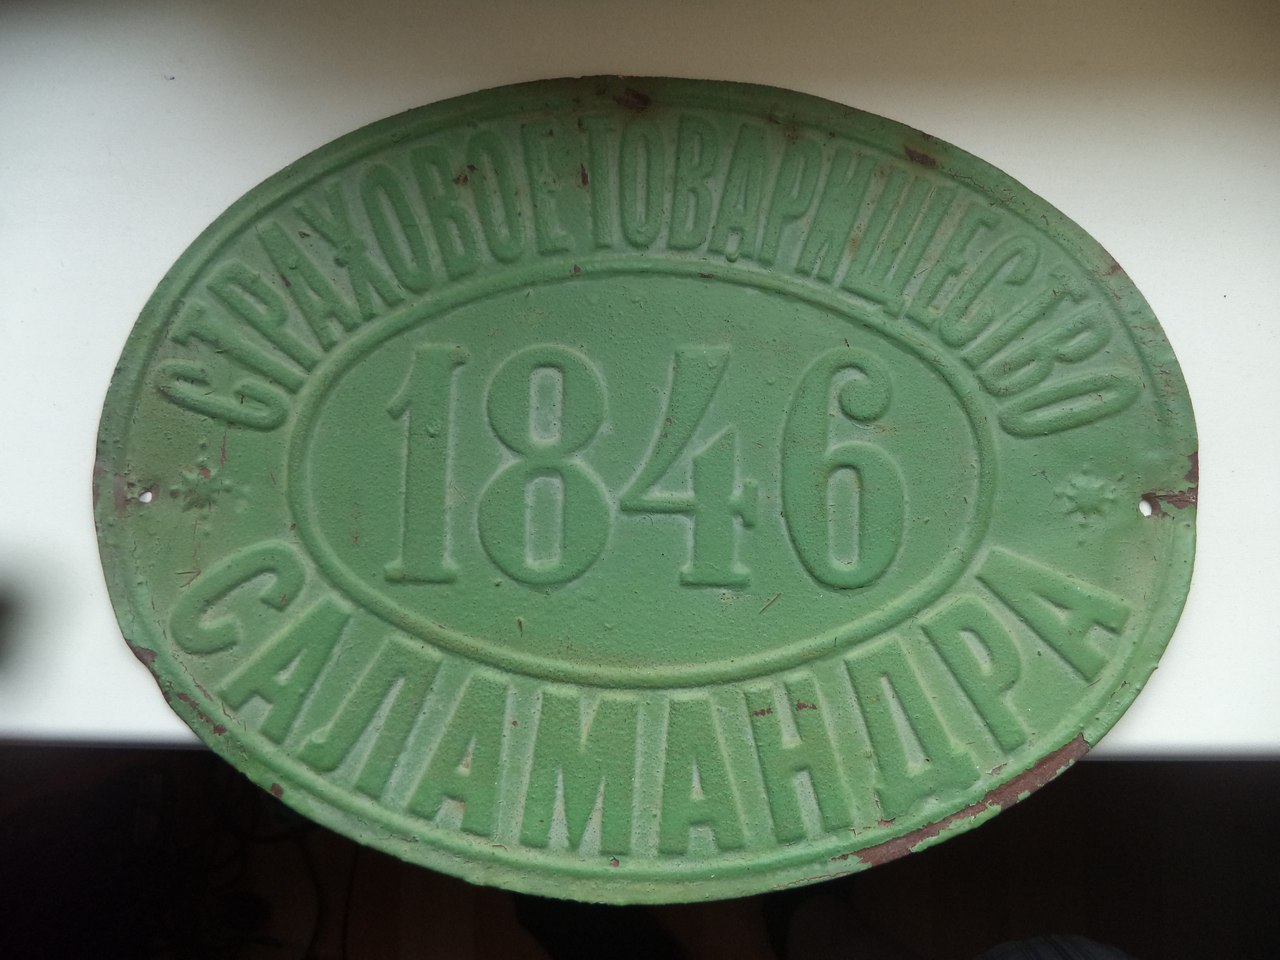 СТРАХОВОЕ ТОВАРИЩЕСТВО
1846
САЛАМАНДРА